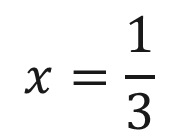 x = 1/3